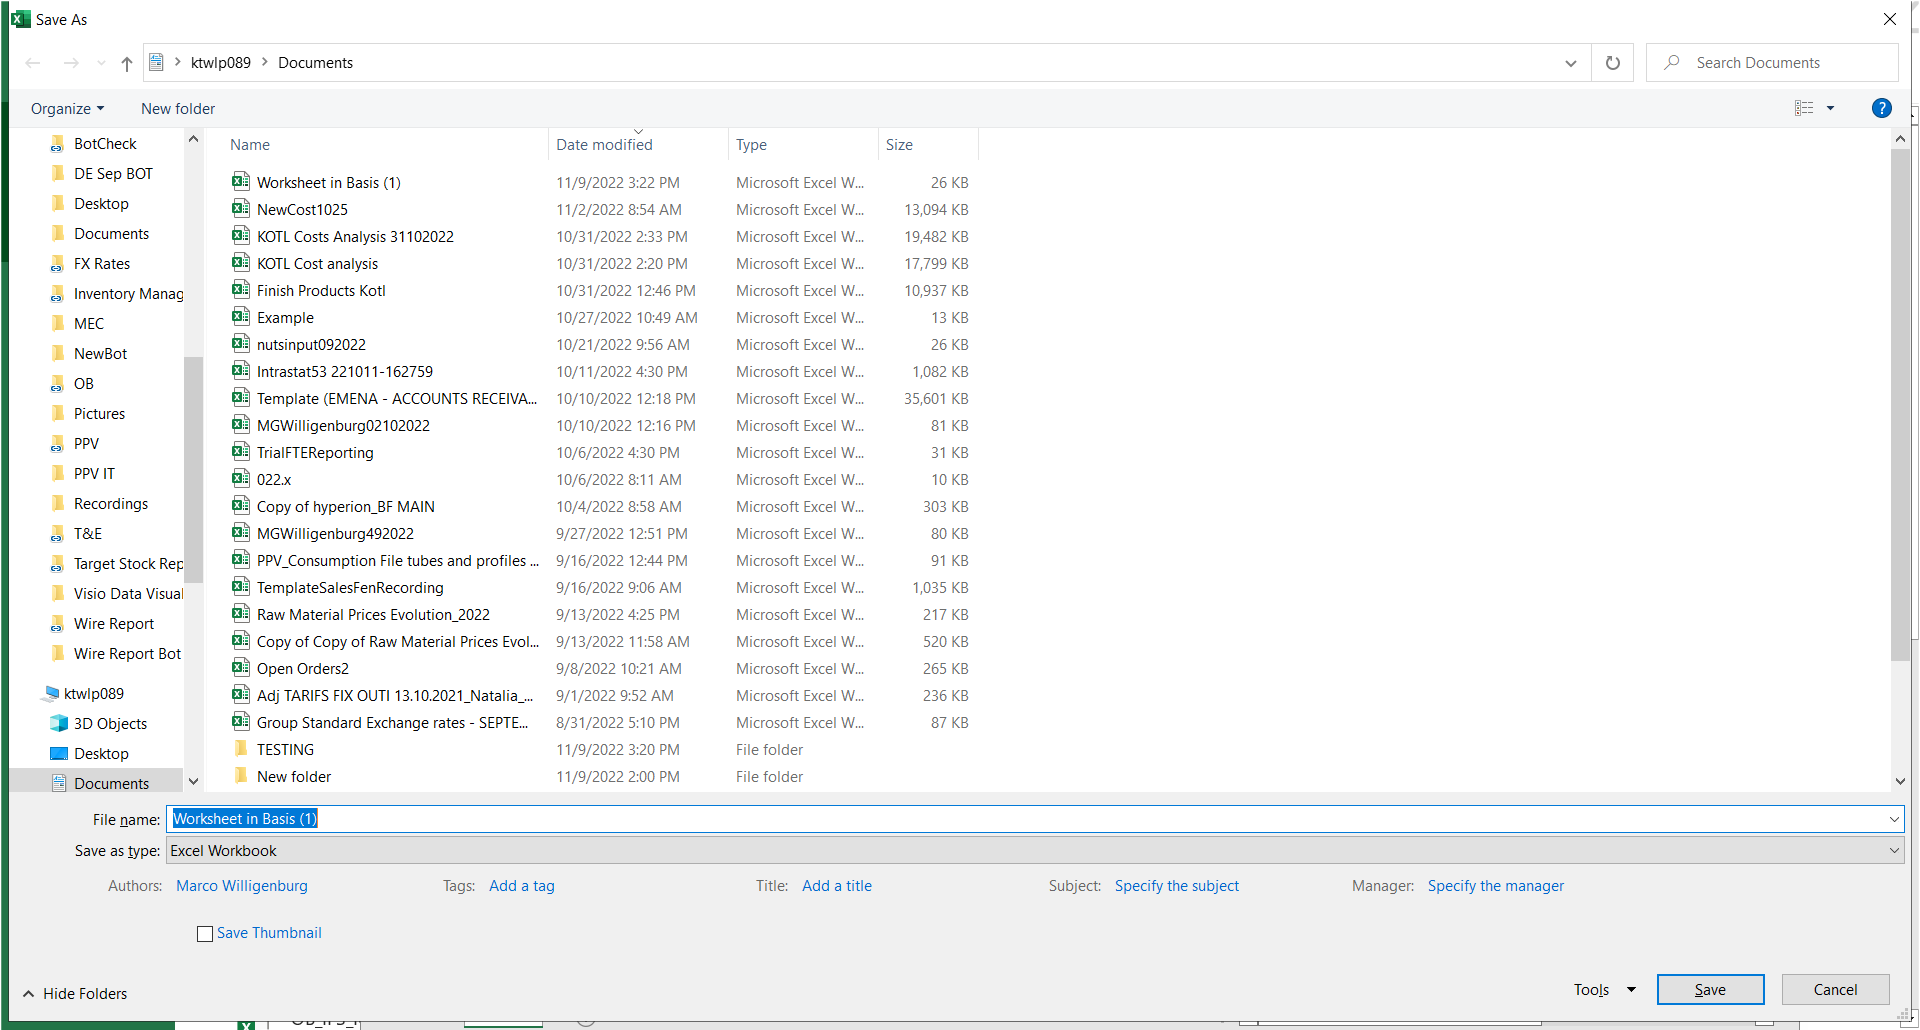 Save As
ktwlp089 Documents
Search Documents
Organize New folder
?
BotCheck
DE Sep BOT
Desktop
Documents
FX Rates
Inventory Manag
MEC
NewBot
OB
Pictures
PPV
PPV IT
Recordings
T&E
Target Stock Rep
Visio Data Visual
Wire Report
Wire Report Bot
ktwlp089
3D Objects
Desktop
Documents
Name Date modified Type Size
Worksheet in Basis (1) 11/9/2022 3:22 PM Microsoft Excel W... 26 KB
NewCost1025 11/2/2022 8:54 AM Microsoft Excel W... 13,094 KB
KOTL Costs Analysis 31102022 10/31/2022 2:33 PM Microsoft Excel W... 19,482 KB
KOTL Cost analysis 10/31/2022 2:20 PM Microsoft Excel W... 17,799 KB
Finish Products Kotl 10/31/2022 12:46 PM Microsoft Excel W... 10,937 KB
Example 10/27/2022 10:49 AM Microsoft Excel W... 13 KB
nutsinput092022 10/21/2022 9:56 AM Microsoft Excel W... 26 KB
Intrastat53 221011-162759 10/11/2022 4:30 PM Microsoft Excel W... 1,082 KB
Template (EMENA - ACCOUNTS RECEIVA... 10/10/2022 12:18 PM Microsoft Excel W... 35,601 KB
MGWilligenburg02102022 10/10/2022 12:16 PM Microsoft Excel W... 81 KB
TrialFTEReporting 10/6/2022 4:30 PM Microsoft Excel W... 31 KB
022.x 10/6/2022 8:11 AM Microsoft Excel W... 10 KB
Copy of hyperion_BF MAIN 10/4/2022 8:58 AM Microsoft Excel W... 303 KB
MGWilligenburg492022 9/27/2022 12:51 PM Microsoft Excel W... 80 KB
PPV_Consumption File tubes and profiles ... 9/16/2022 12:44 PM Microsoft Excel W... 91 KB
TemplateSalesFenRecording 9/16/2022 9:06 AM Microsoft Excel W... 1,035 KB
Raw Material Prices Evolution_2022 9/13/2022 4:25 PM Microsoft Excel W... 217 KB
Copy of Copy of Raw Material Prices Evol... 9/13/2022 11:58 AM Microsoft Excel W... 520 KB
Open Orders2 9/8/2022 10:21 AM Microsoft Excel W... 265 KB
Adj TARIFS FIX OUTI 13.10.2021_Natalia_... 9/1/2022 9:52 AM Microsoft Excel W... 236 KB
Group Standard Exchange rates - SEPTE... 8/31/2022 5:10 PM Microsoft Excel W... 87 KB
TESTING 11/9/2022 3:20 PM File folder
New folder 11/9/2022 2:00 PM File folder
File name: Worksheet in Basis (1)
Save as type: Excel Workbook
Authors: Marco Willigenburg Tags: Add a tag Title: Add a title Subject: Specify the subject Manager: Specify the manager
Save Thumbnail
Hide Folders
Tools Save Cancel